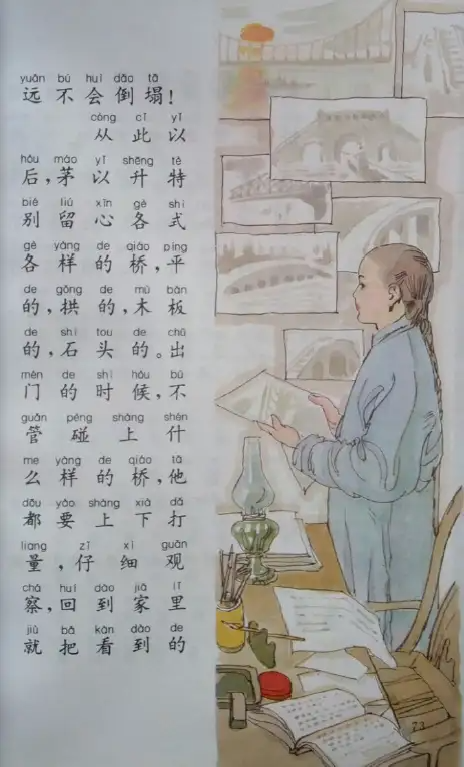 yuǎn bù huì dǎo tā
远不会倒塌！
cóng cǐ yǐ
从此以
hòu máo yǐ shēng tè
后，茅以升特
bié liú xīn gè shì
别留心各式
gè yàng de qiáo píng
各样的桥，平
de gǒng de mù bǎn
的，拱的，木板
de shí tou de chū
的，石头的。出
mén de shí hòu bù
门的时候，不
guǎn pèng shàng shén
管碰上什
me yàng de qiáo tā
么样的桥，他
dōu yào shàng xià dǎ
都要上下打
liang zǐ xì guān
量，仔细观
chá huí dào jiā lǐ
察，回到家里
jiù bǎ kàn dào de
就把看到的
73